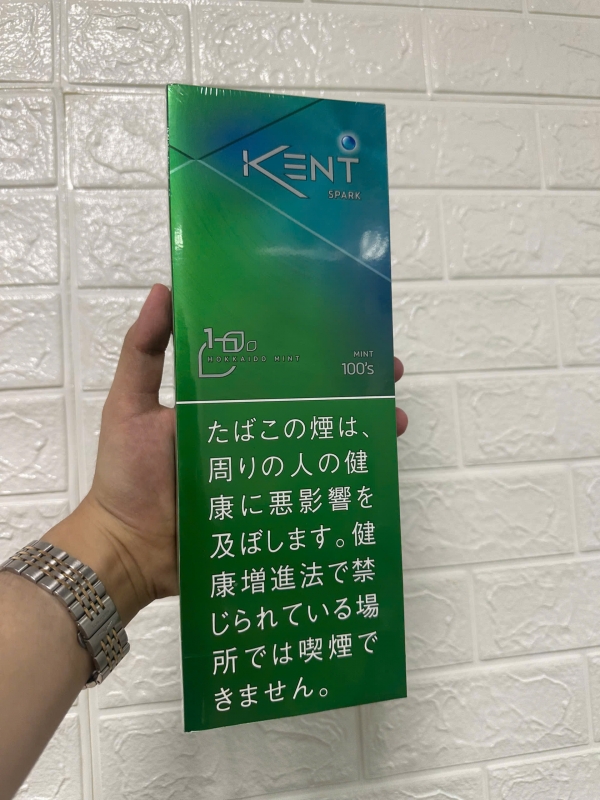 KENT
SPARK
1
HOKKAIDO MINT
MINT
100's
たばこの煙は、
周りの人の健
康に悪影響を
及ぼします。健
康増進法で禁
じられている場
所では喫煙で
きません。